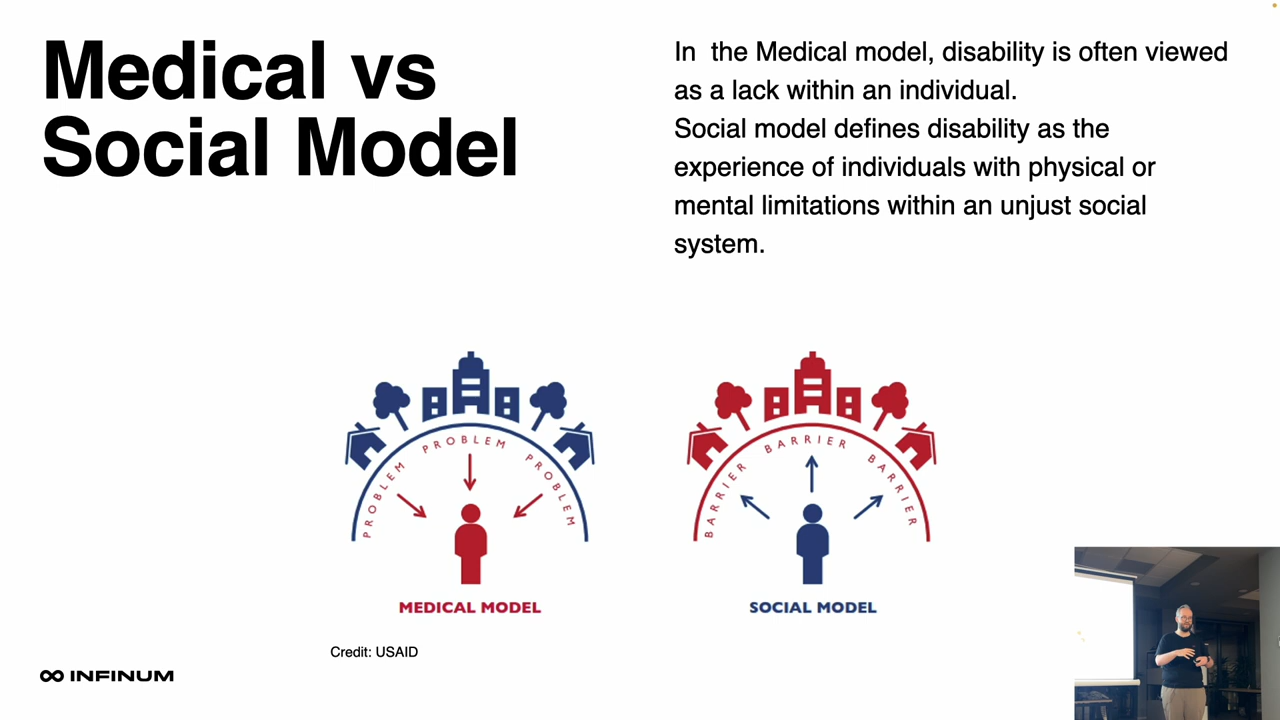 Medical vs
Social Model
In  the Medical model, disability is often viewed
as a lack within an individual.
Social model defines disability as the
experience of individuals with physical or
mental limitations within an unjust social
system.
PROBLEM PROBLEM PROBLEM
MEDICAL MODEL
BARRIER BARRIER BARRIER
SOCIAL MODEL
Credit: USAID
INFINUM